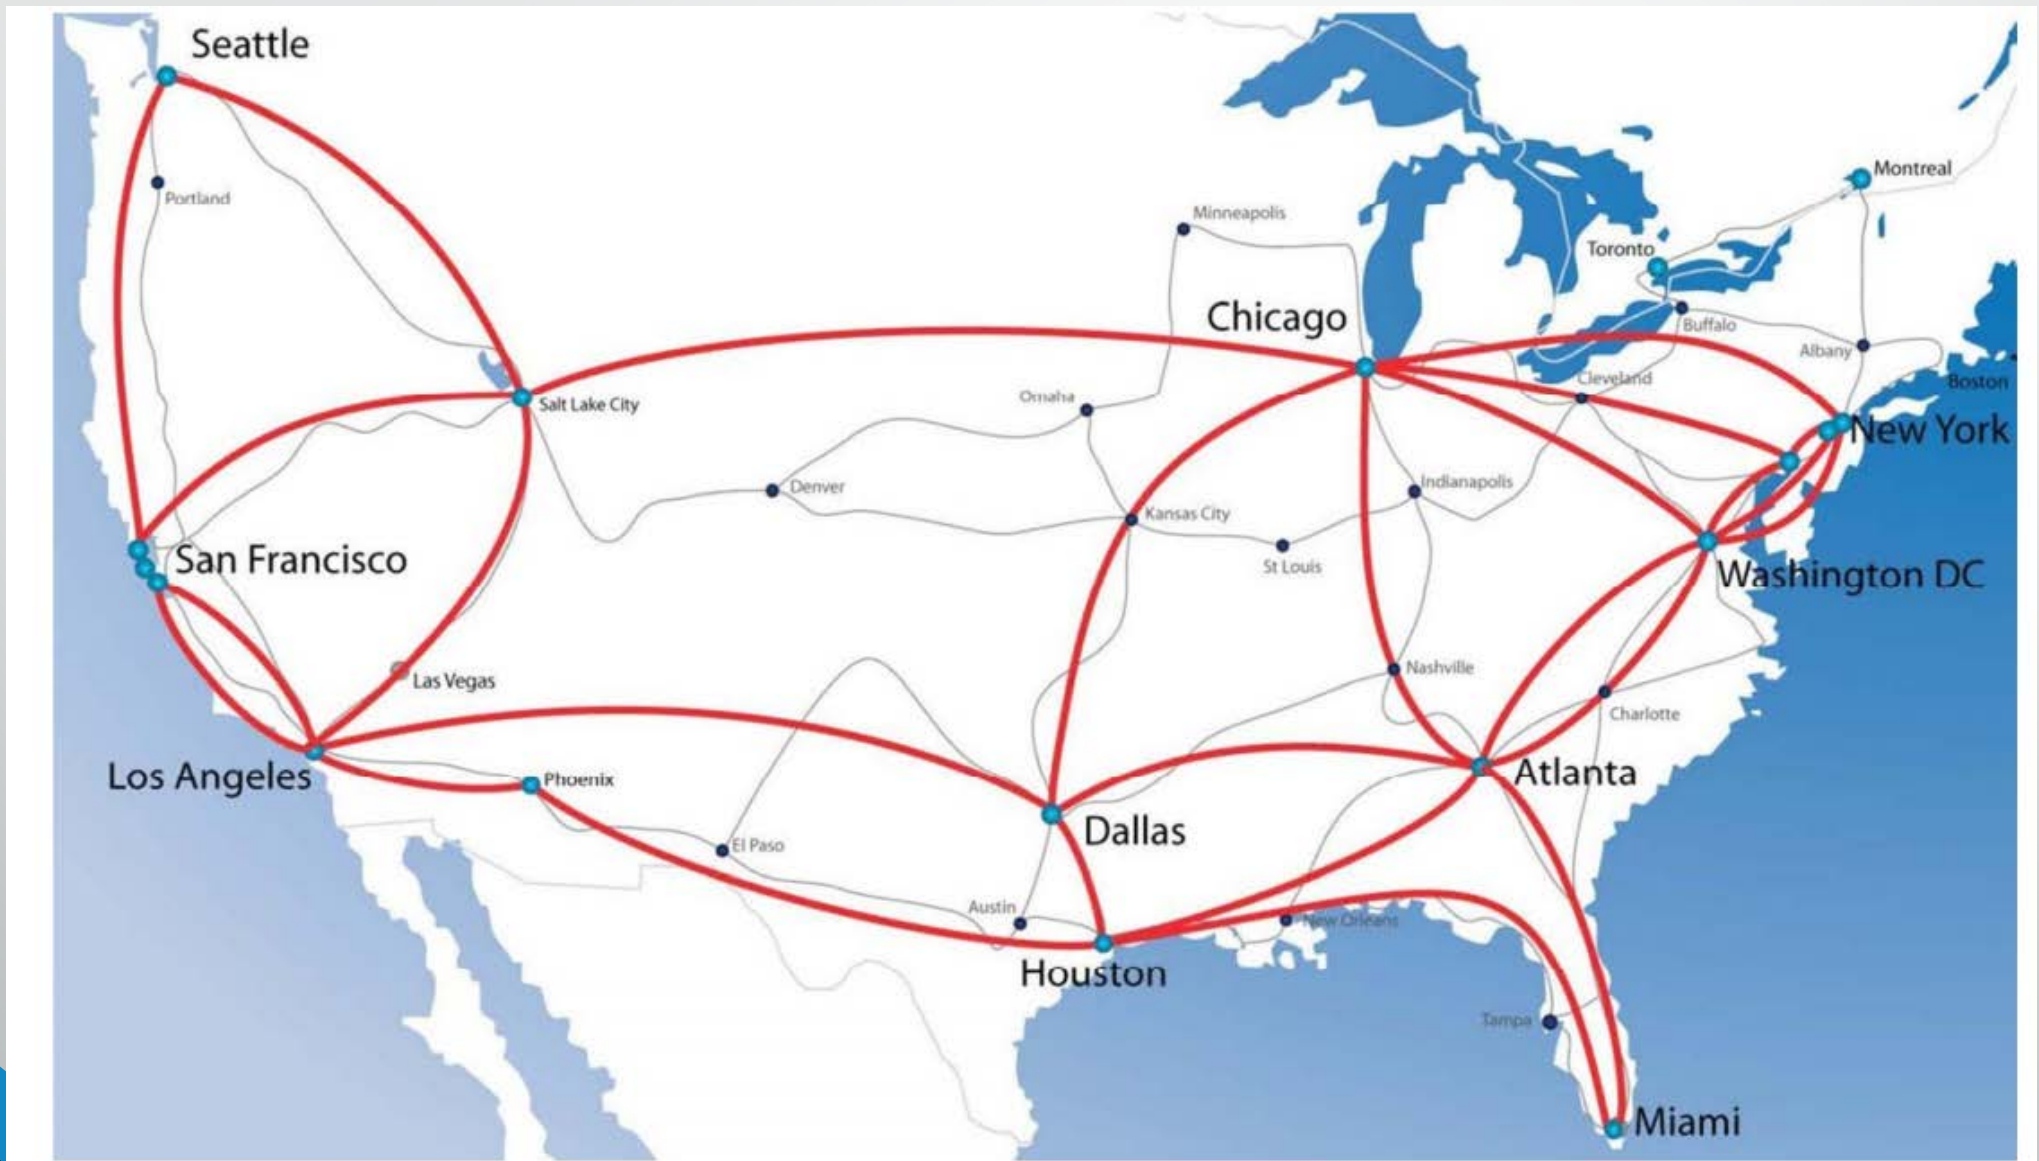 Seattle
Portland
Montreal
Minneapolis
Toronto
Chicago
Buffalo
Albany
Cleveland
Boston
Omaha
Salt Lake City
New York
Denver
Indianapolis
Kansas City
San Francisco
St Louis
Washington DC
Nashville
Las Vegas
Charlotte
Los Angeles
Phoenix
Atlanta
Dallas
El Paso
Austin
New Orleans
Houston
Tampa
Miami